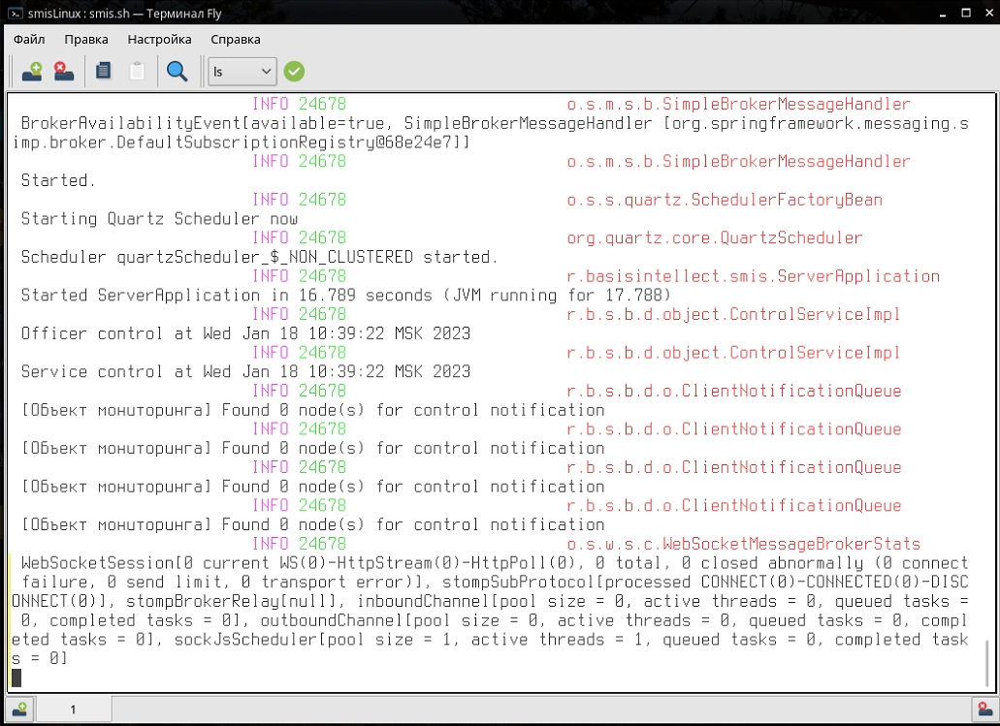 smisLinux : smis.sh — Терминал Fly
Файл Правка Настройка Справка
ls
INFO 24678 o.s.m.s.b.SimpleBrokerMessageHandler
BrokerAvailabilityEvent[available=true, SimpleBrokerMessageHandler [org.springframework.messaging.s
imp.broker.DefaultSubscriptionRegistry@68e24e7]]
INFO 24678 o.s.m.s.b.SimpleBrokerMessageHandler
Started.
INFO 24678 o.s.s.quartz.SchedulerFactoryBean
Starting Quartz Scheduler now
INFO 24678 org.quartz.core.QuartzScheduler
Scheduler quartzScheduler_$_NON_CLUSTERED started.
INFO 24678 r.basisintellect.smis.ServerApplication
Started ServerApplication in 16.789 seconds (JVM running for 17.788)
INFO 24678 r.b.s.b.d.object.ControlServiceImpl
Officer control at Wed Jan 18 10:39:22 MSK 2023
INFO 24678 r.b.s.b.d.object.ControlServiceImpl
Service control at Wed Jan 18 10:39:22 MSK 2023
INFO 24678 r.b.s.b.d.o.ClientNotificationQueue
[Объект мониторинга] Found 0 node(s) for control notification
INFO 24678 r.b.s.b.d.o.ClientNotificationQueue
[Объект мониторинга] Found 0 node(s) for control notification
INFO 24678 r.b.s.b.d.o.ClientNotificationQueue
[Объект мониторинга] Found 0 node(s) for control notification
INFO 24678 r.b.s.b.d.o.ClientNotificationQueue
[Объект мониторинга] Found 0 node(s) for control notification
INFO 24678 o.s.w.s.c.WebSocketMessageBrokerStats
WebSocketSession[0 current WS(0)-HttpStream(0)-HttpPoll(0), 0 total, 0 closed abnormally (0 connect
failure, 0 send limit, 0 transport error)], stompSubProtocol[processed CONNECT(0)-CONNECTED(0)-DISC
ONNECT(0)], stompBrokerRelay[null], inboundChannel[pool size = 0, active threads = 0, queued tasks =
0, completed tasks = 0], outboundChannel[pool size = 0, active threads = 0, queued tasks = 0, compl
eted tasks = 0], sockJsScheduler[pool size = 1, active threads = 1, queued tasks = 0, completed task
s = 0]
1